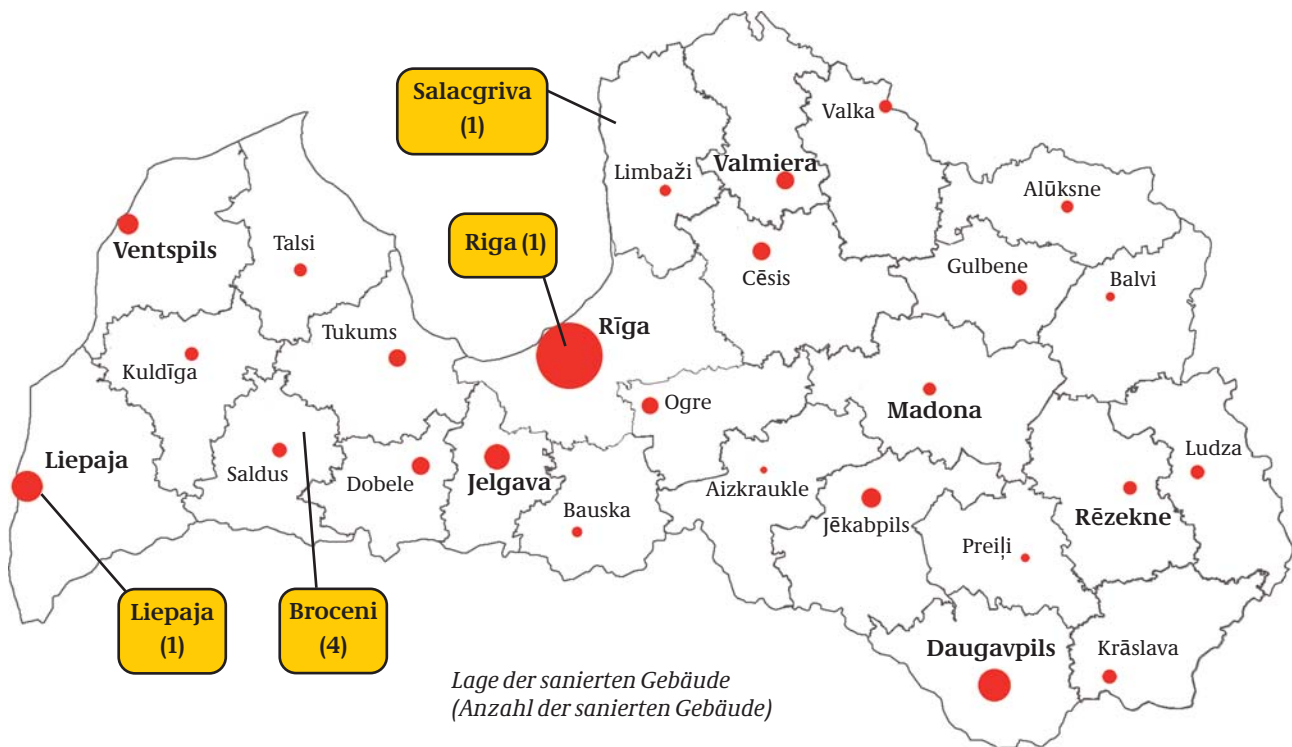 Salacgriva
(1)
Valka
Limbaži
Valmiera
Alūksne
Ventspils
Talsi
Riga (1)
Cēsis
Gulbene
Balvi
Rīga
Tukums
Kuldīga
Ogre
Madona
Liepaja
Saldus
Dobele
Jelgava
Aizkraukle
Ludza
Bauska
Jēkabpils
Rēzekne
Preiļi
Liepaja
(1)
Broceni
(4)
Daugavpils
Krāslava
Lage der sanierten Gebäude
(Anzahl der sanierten Gebäude)